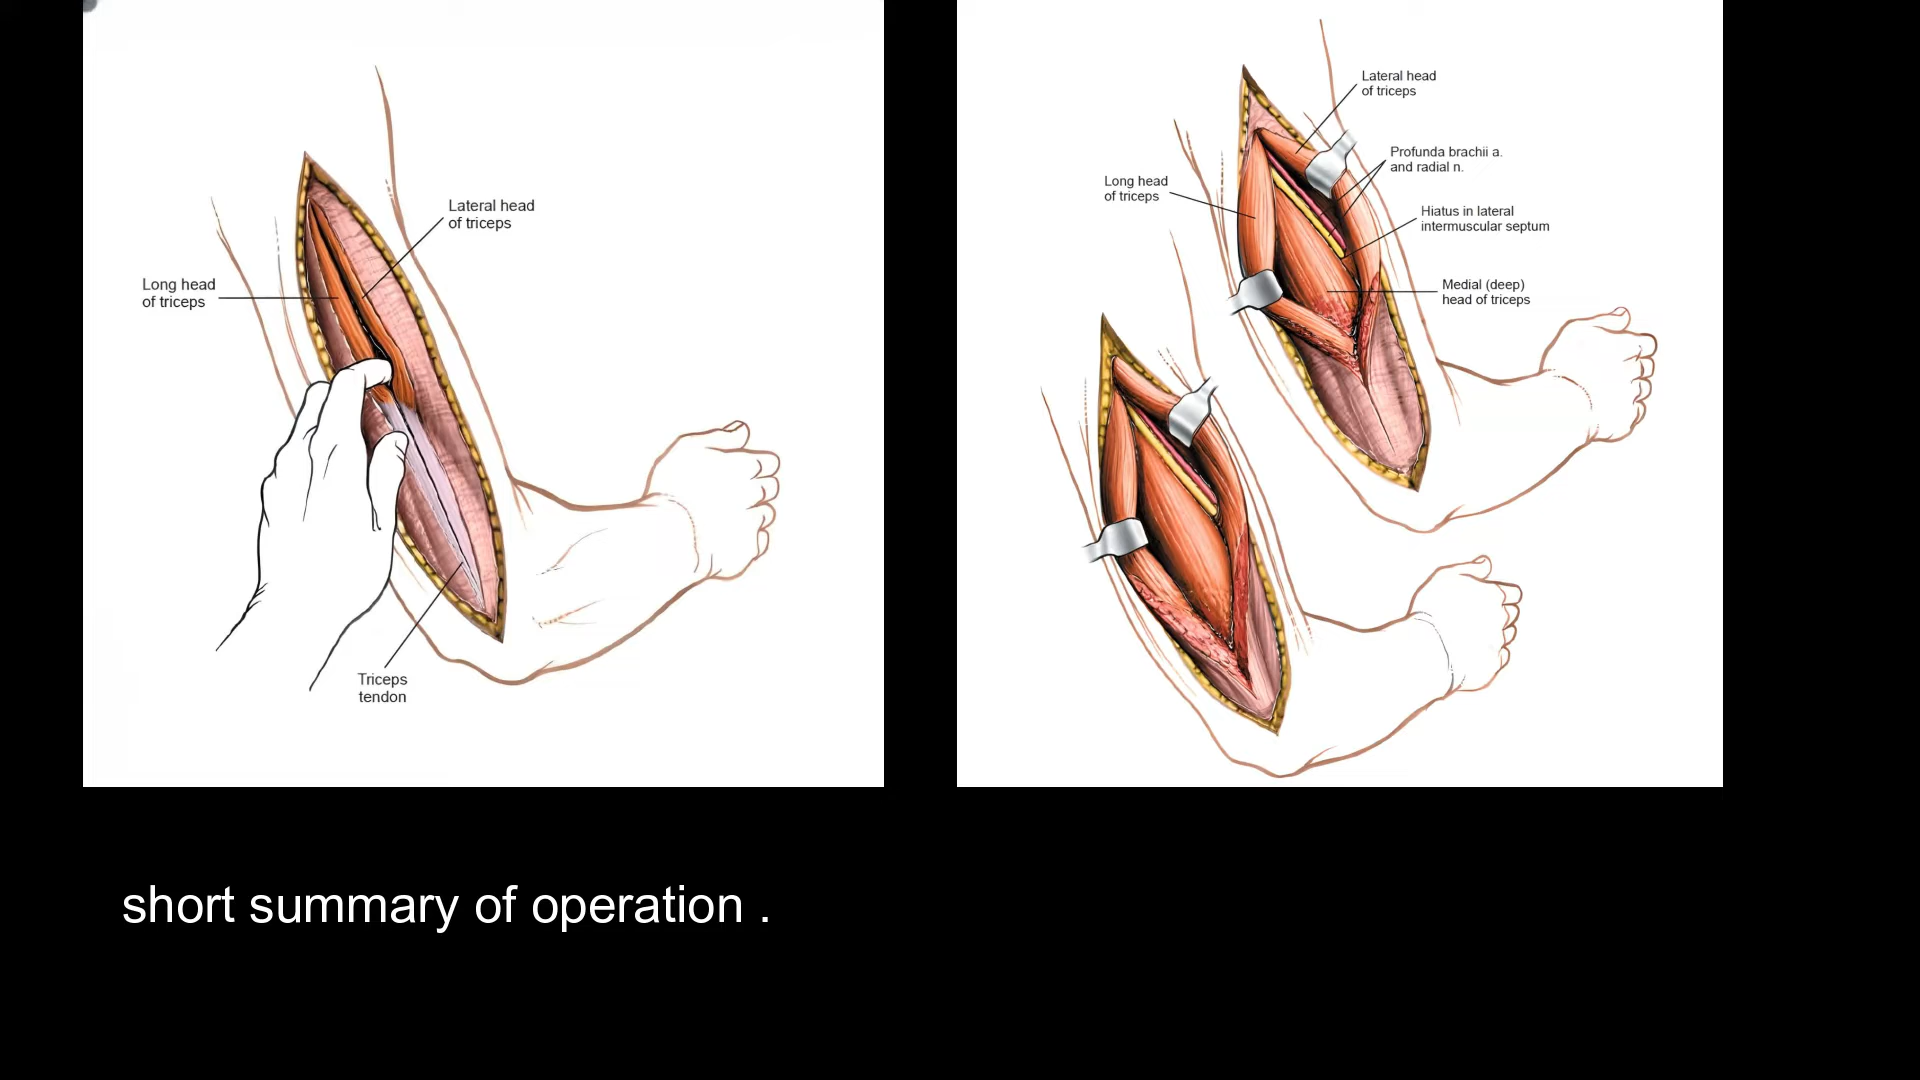 Lateral head
of triceps
Long head
of triceps
Triceps
tendon
Lateral head
of triceps
Profunda brachii a.
and radial n.
Long head
of triceps
Hiatus in lateral
intermuscular septum
Medial (deep)
head of triceps
short summary of operation .